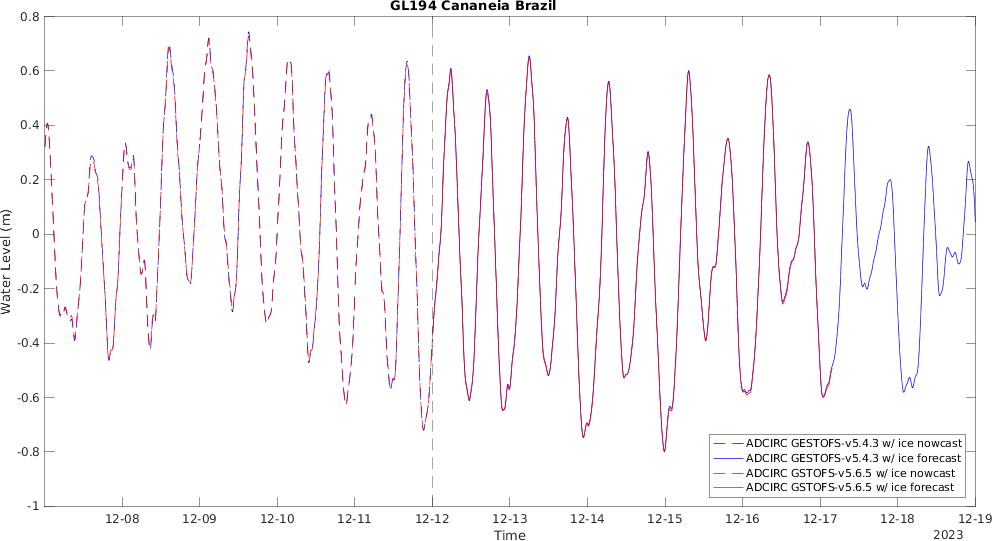 GL194 Cananeia Brazil
0.8
0.6
0.4
0.2
0
-0.2
-0.4
-0.6
-0.8
-1
Water Level (m)
ADCIRC GESTOFS-v5.4.3 w/ ice nowcast
ADCIRC GESTOFS-v5.4.3 w/ ice forecast
ADCIRC GSTOFS-v5.6.5 w/ ice nowcast
ADCIRC GSTOFS-v5.6.5 w/ ice forecast
12-08 12-09 12-10 12-11 12-12 12-13 12-14 12-15 12-16 12-17 12-18 12-19
Time
2023